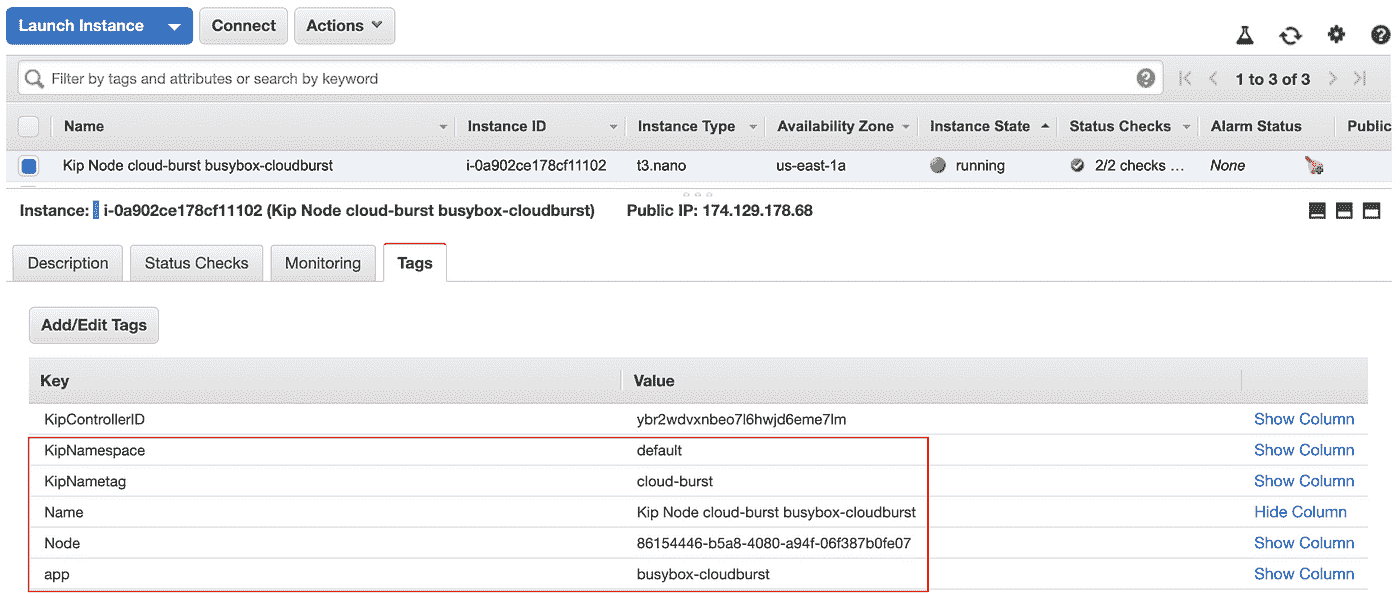 Launch Instance Connect Actions
Filter by tags and attributes or search by keyword ? 1 to 3 of 3 ?
Name Instance ID Instance Type Availability Zone Instance State Status Checks Alarm Status Public
Kip Node cloud-burst busybox-cloudburst i-0a902ce178cf11102 t3.nano us-east-1a running 2/2 checks ... None
Instance: i-0a902ce178cf11102 (Kip Node cloud-burst busybox-cloudburst) Public IP: 174.129.178.68
Description Status Checks Monitoring Tags
Add/Edit Tags
Key Value
KipControllerID ybr2wdvxnbeo7l6hwjd6eme7lm Show Column
KipNamespace default Show Column
KipNametag cloud-burst Show Column
Name Kip Node cloud-burst busybox-cloudburst Hide Column
Node 86154446-b5a8-4080-a94f-06f387b0fe07 Show Column
app busybox-cloudburst Show Column